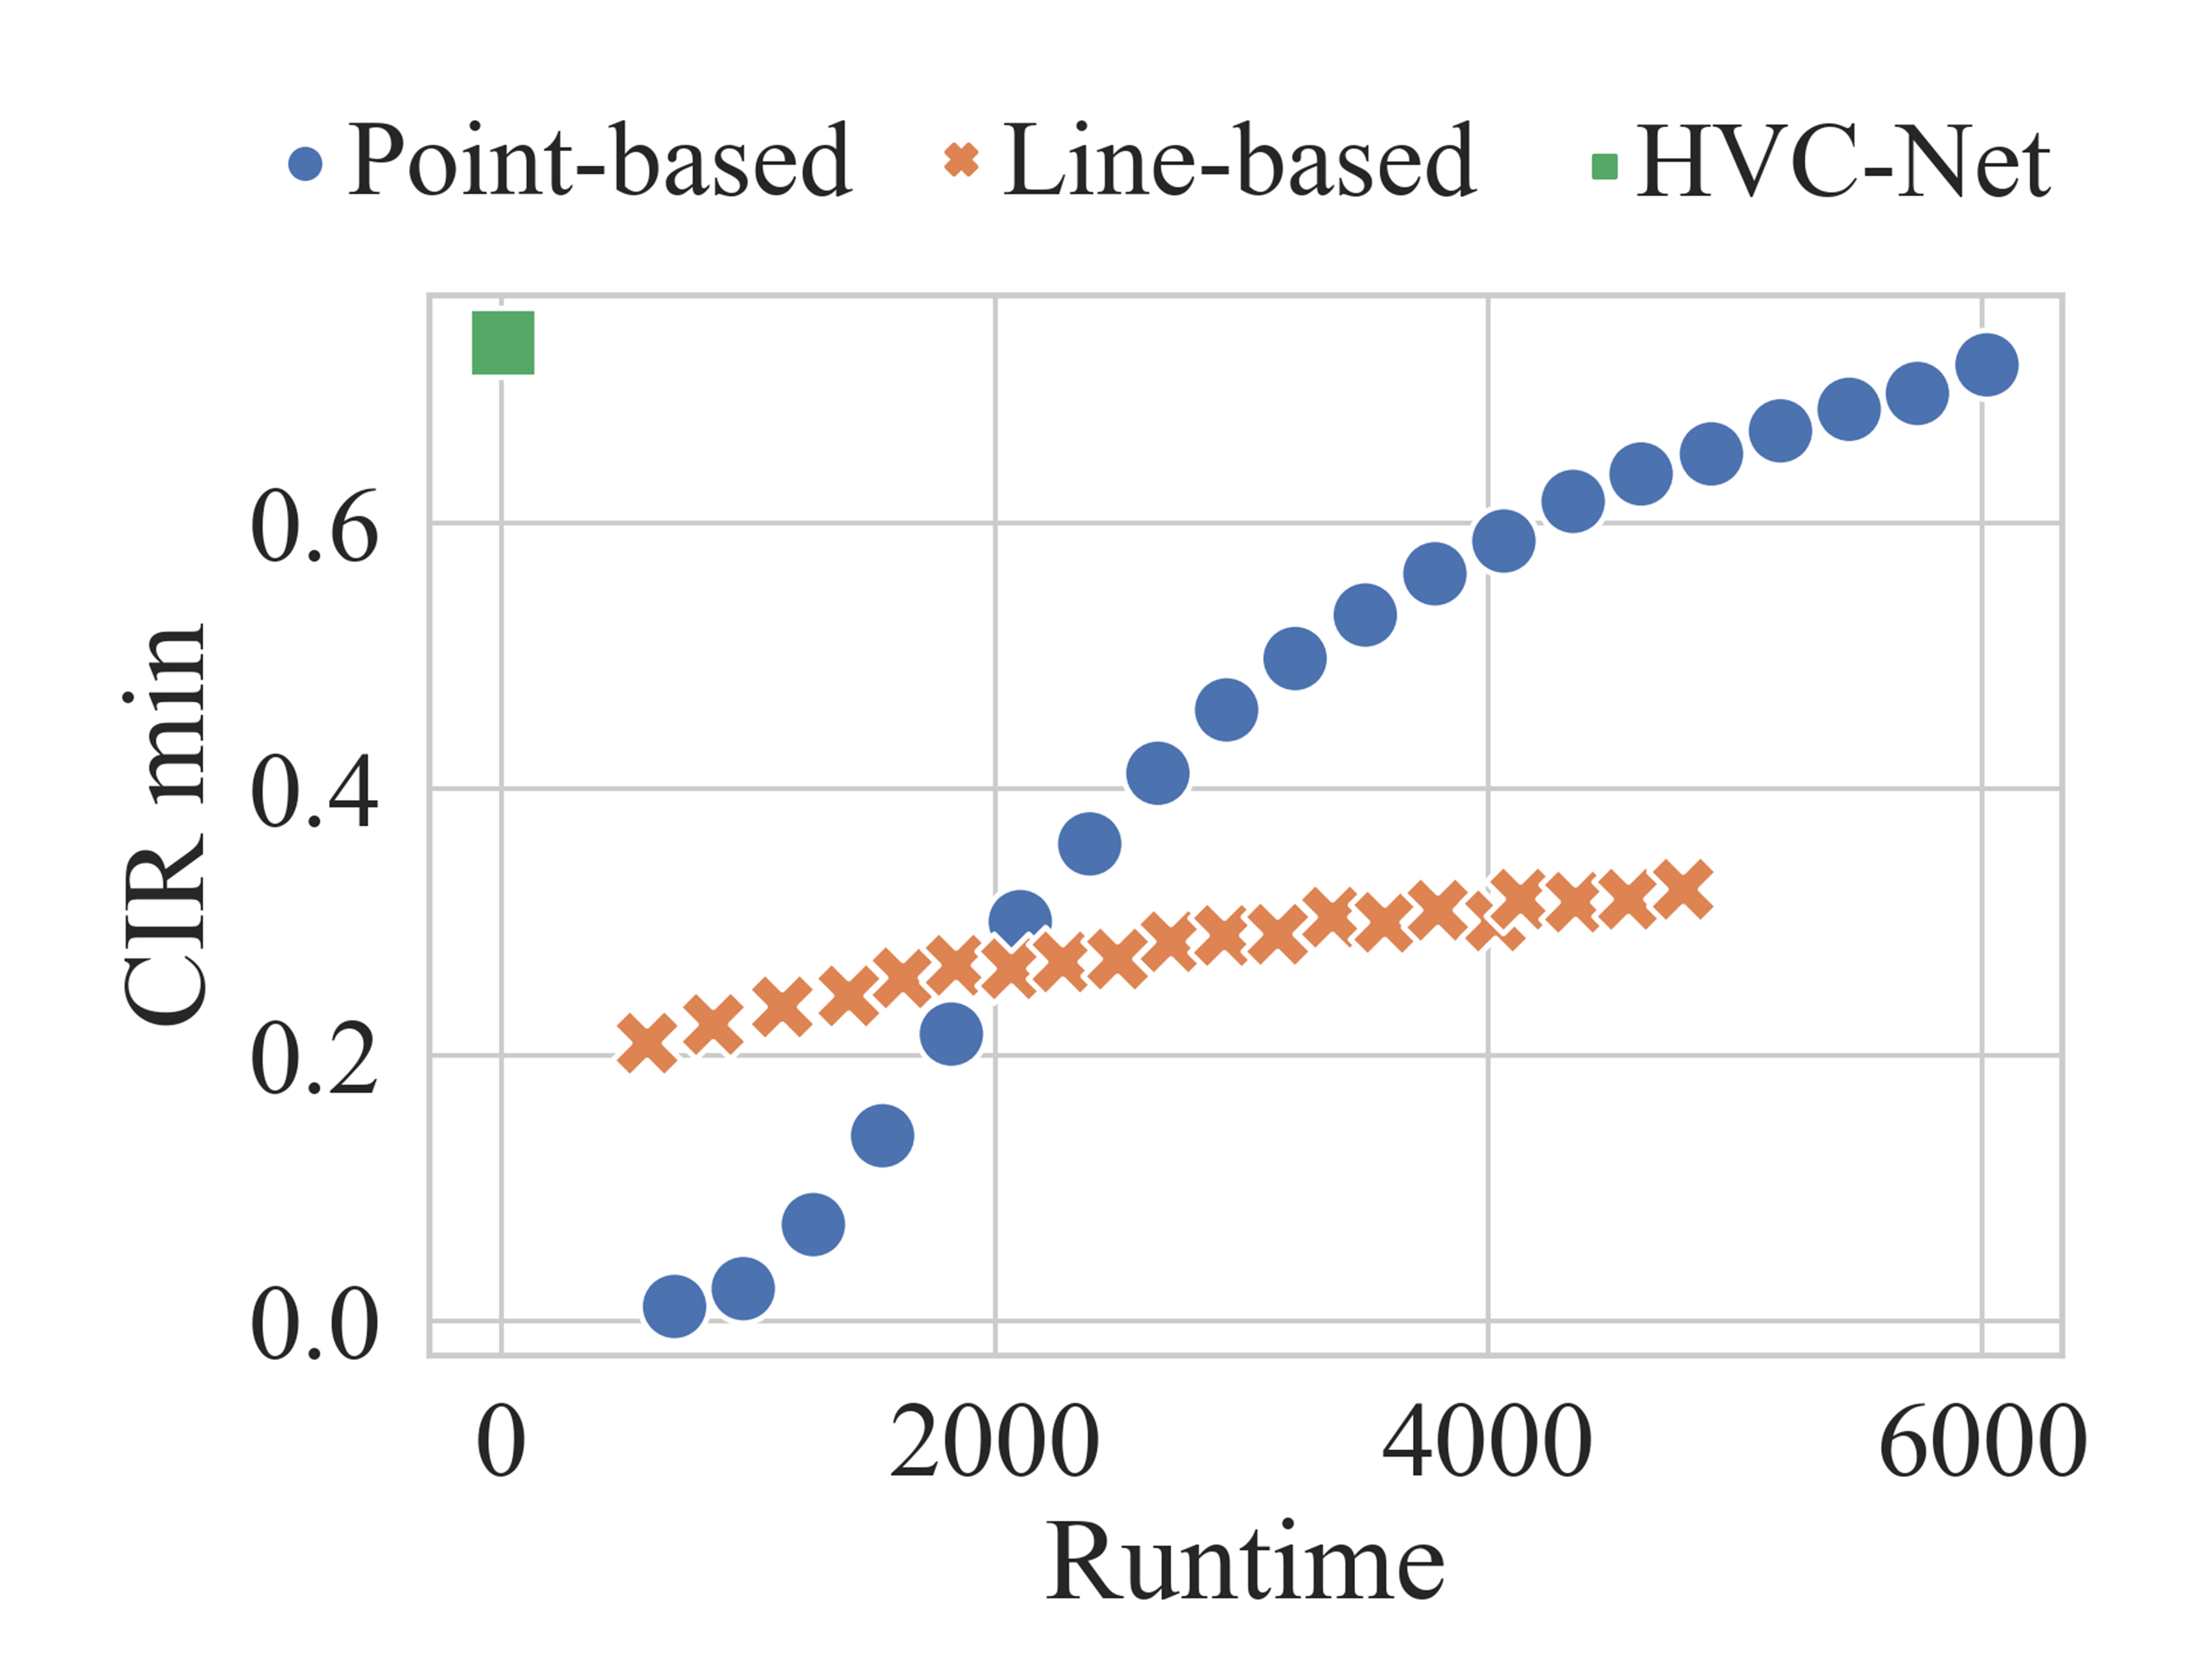 Point-based Line-based HVC-Net
0.6
0.4
0.2
0.0
CIR min
0 2000 4000 6000
Runtime